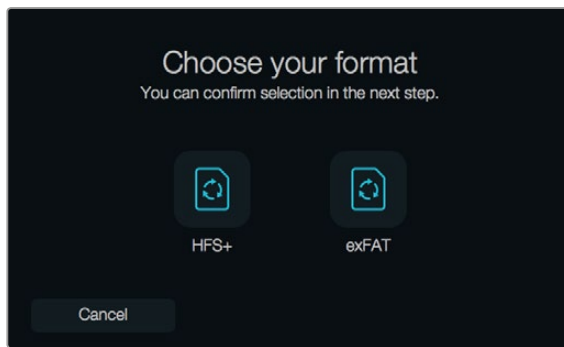 Choose your format
You can confirm selection in the next step.
HFS+
exFAT
Cancel